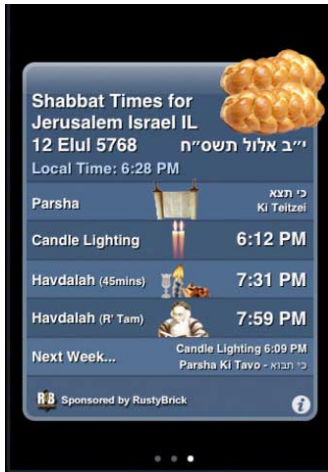 Shabbat Times for
Jerusalem Israel IL
12 Elul 5768 י״ב אלול תשס״ח
Local Time: 6:28 PM
Parsha כי תצא
Ki Teitzei
Candle Lighting 6:12 PM
Havdalah (45mins) 7:31 PM
Havdalah (R' Tam) 7:59 PM
Next Week... Candle Lighting 6:09 PM
Parsha Ki Tavo - כי תבוא
RB Sponsored by RustyBrick i